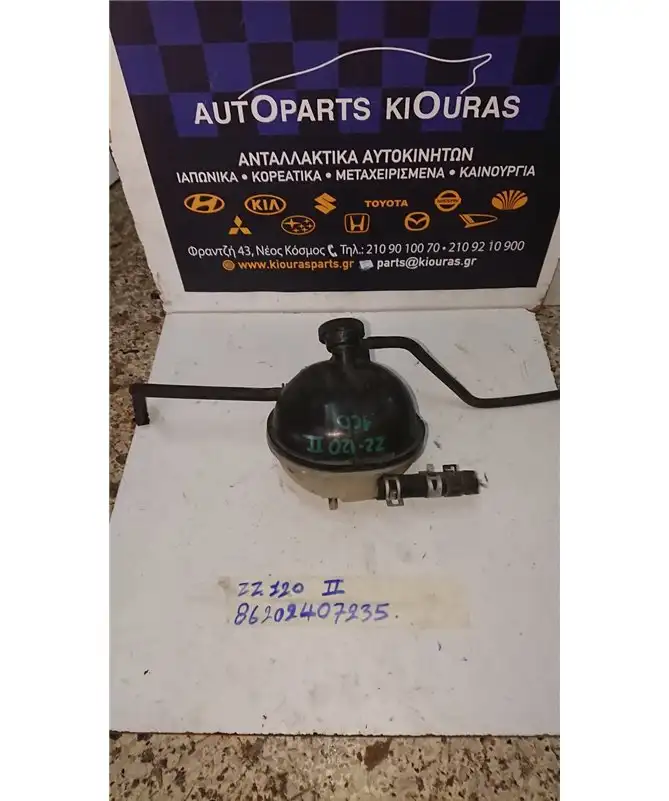 AUTOPARTS KIOURAS
ΑΝΤΑΛΛΑΚΤΙΚΑ ΑΥΤΟΚΙΝΗΤΩΝ
ΙΑΠΩΝΙΚΑ • ΚΟΡΕΑΤΙΚΑ • ΜΕΤΑΧΕΙΡΙΣΜΕΝΑ • ΚΑΙΝΟΥΡΓΙΑ
KIA TOYOTA NISSAN
Φραντζή 43, Νέος Κόσμος Τηλ.: 210 90 100 70 • 210 92 10 900
www.kiourasparts.gr parts@kiouras.gr
ZZ-120 II
ZZ 120 II
86202407235.